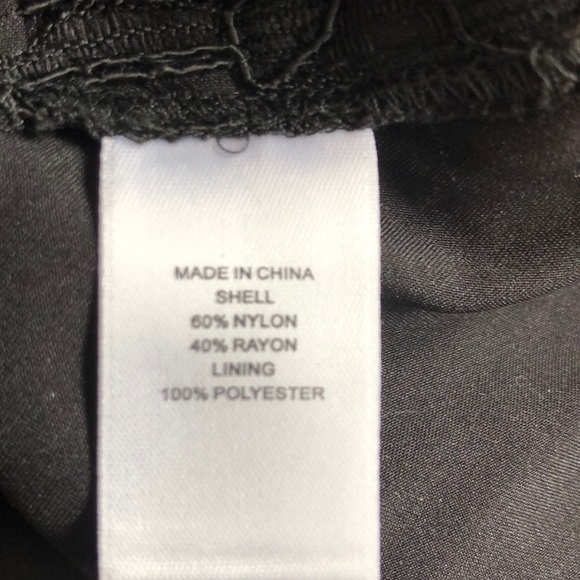 MADE IN CHINA
SHELL
60% NYLON
40% RAYON
LINING
100% POLYESTER